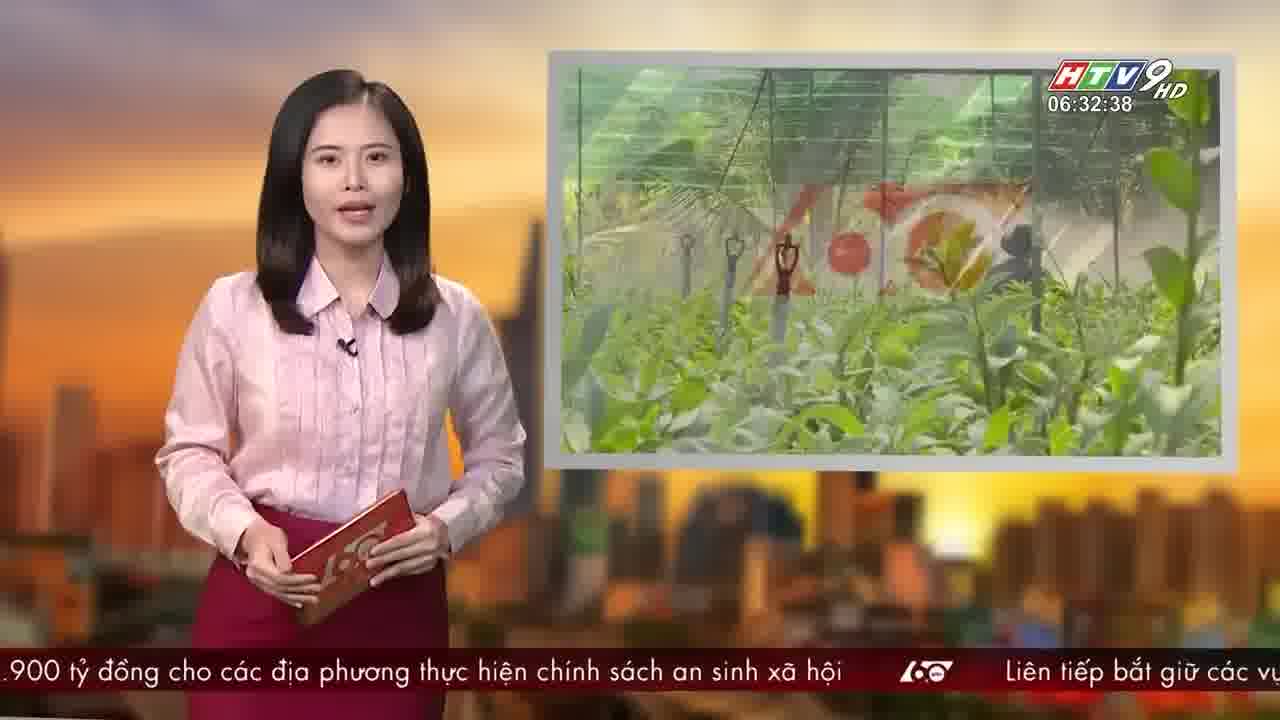 HTV9 HD
06:32:38
.900 tỷ đồng cho các địa phương thực hiện chính sách an sinh xã hội 60 Liên tiếp bắt giữ các vụ